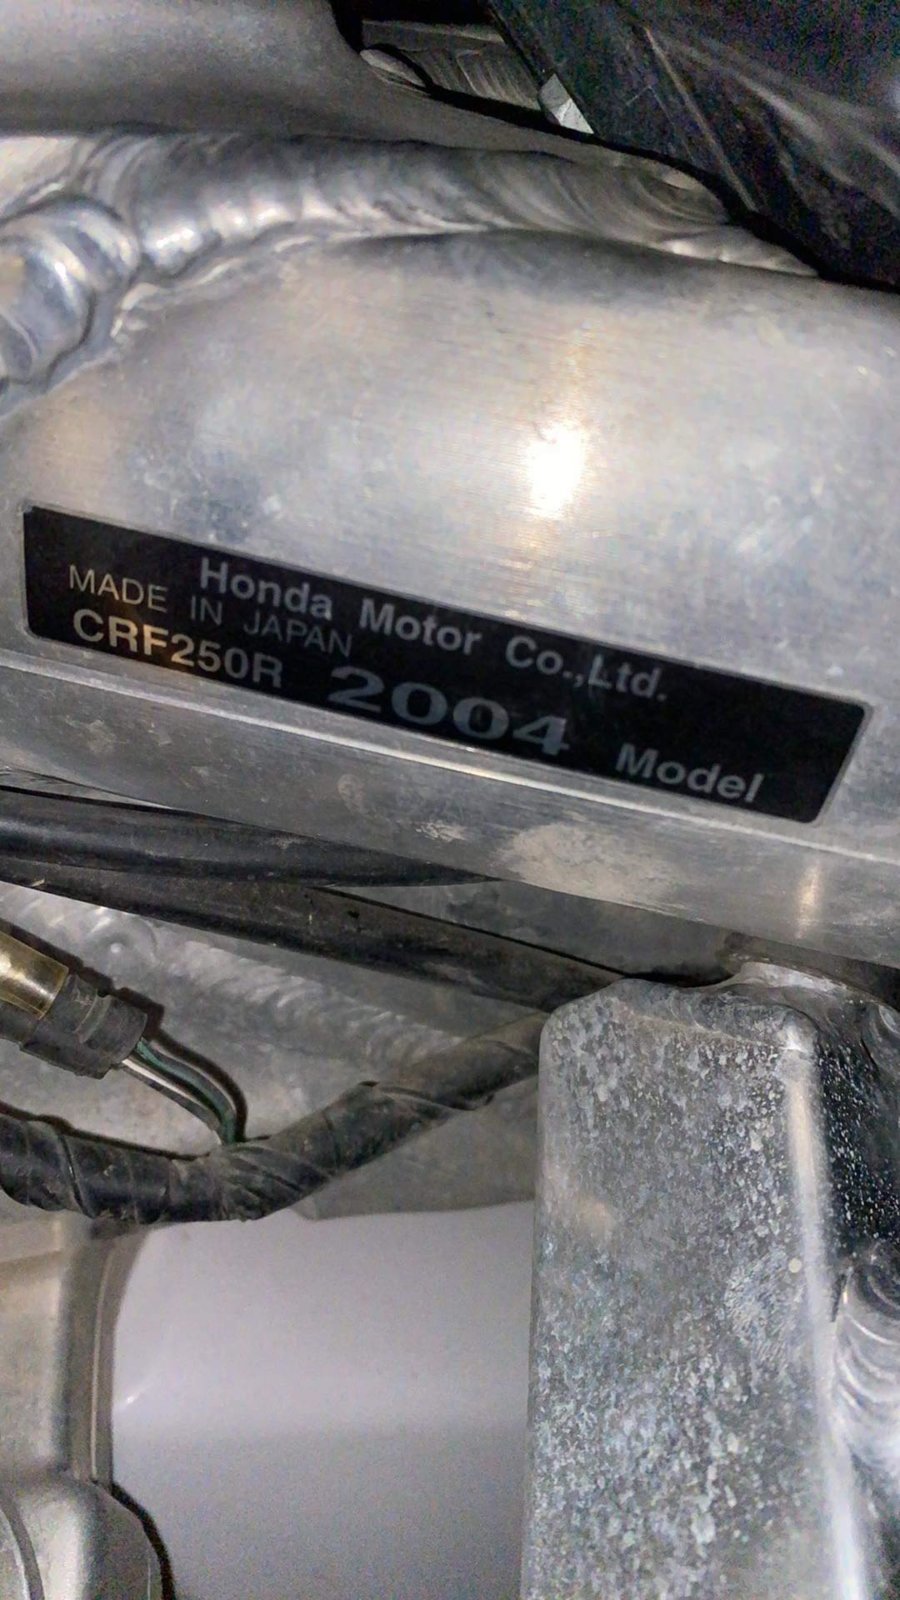 Honda Motor Co.,Ltd.
MADE IN JAPAN
CRF250R 2004 Model